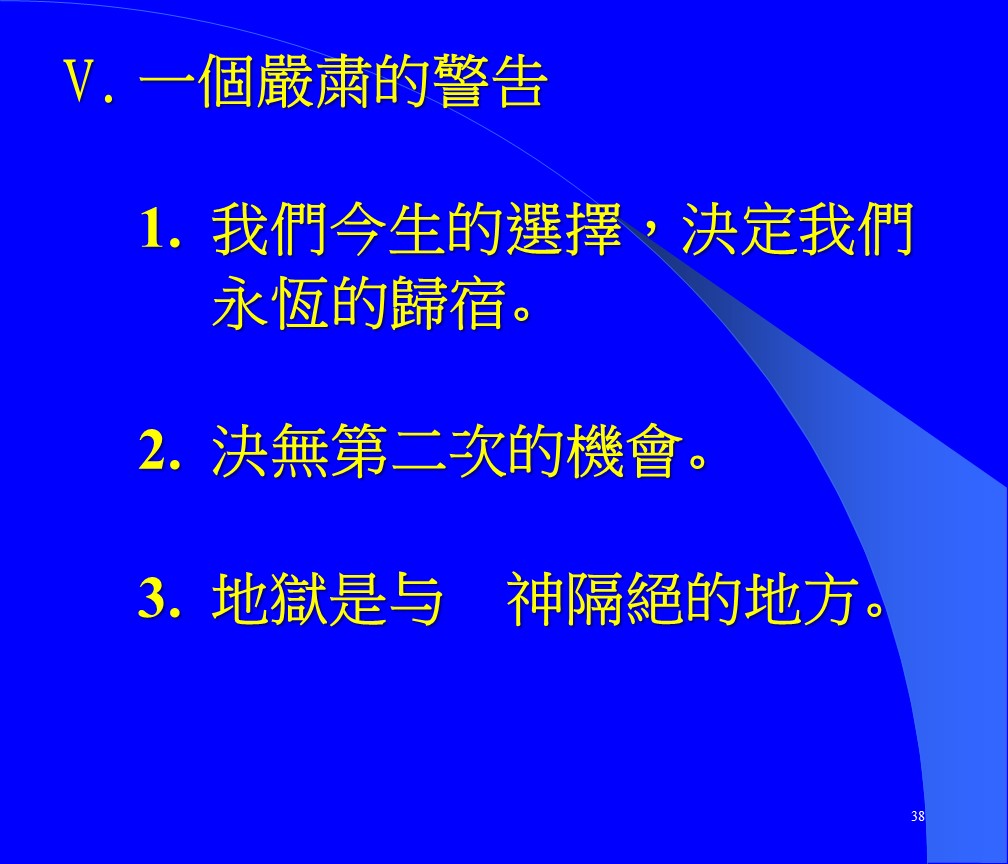 V. 一個嚴肅的警告
1. 我們今生的選擇，決定我們
永恆的歸宿。
2. 決無第二次的機會。
3. 地獄是与　神隔絕的地方。
38